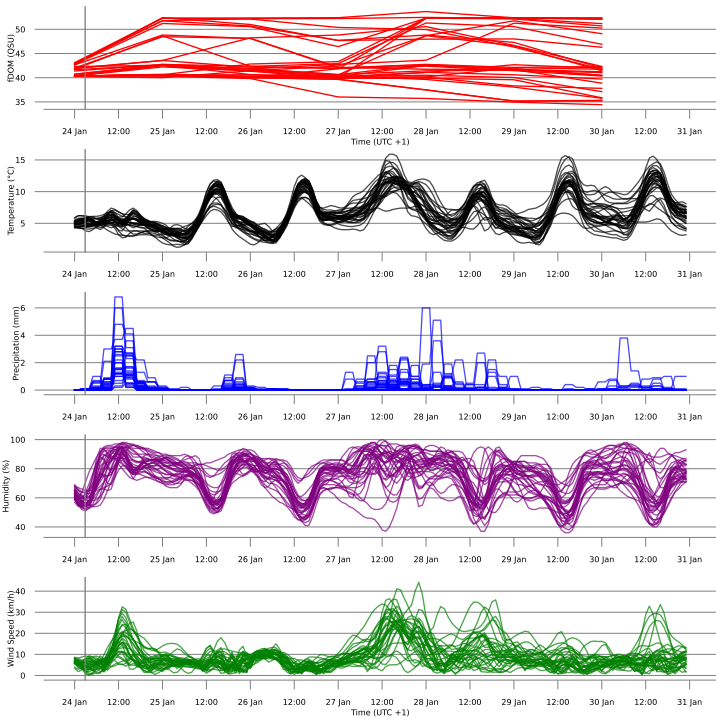 fDOM (QSU)
50
45
40
35
24 Jan 12:00 25 Jan 12:00 26 Jan 12:00 27 Jan 12:00 28 Jan 12:00 29 Jan 12:00 30 Jan 12:00 31 Jan
Time (UTC +1)
Temperature (°C)
15
10
5
24 Jan 12:00 25 Jan 12:00 26 Jan 12:00 27 Jan 12:00 28 Jan 12:00 29 Jan 12:00 30 Jan 12:00 31 Jan
Precipitation (mm)
6
4
2
0
24 Jan 12:00 25 Jan 12:00 26 Jan 12:00 27 Jan 12:00 28 Jan 12:00 29 Jan 12:00 30 Jan 12:00 31 Jan
Humidity (%)
100
80
60
40
24 Jan 12:00 25 Jan 12:00 26 Jan 12:00 27 Jan 12:00 28 Jan 12:00 29 Jan 12:00 30 Jan 12:00 31 Jan
Wind Speed (km/h)
40
30
20
10
0
24 Jan 12:00 25 Jan 12:00 26 Jan 12:00 27 Jan 12:00 28 Jan 12:00 29 Jan 12:00 30 Jan 12:00 31 Jan
Time (UTC +1)